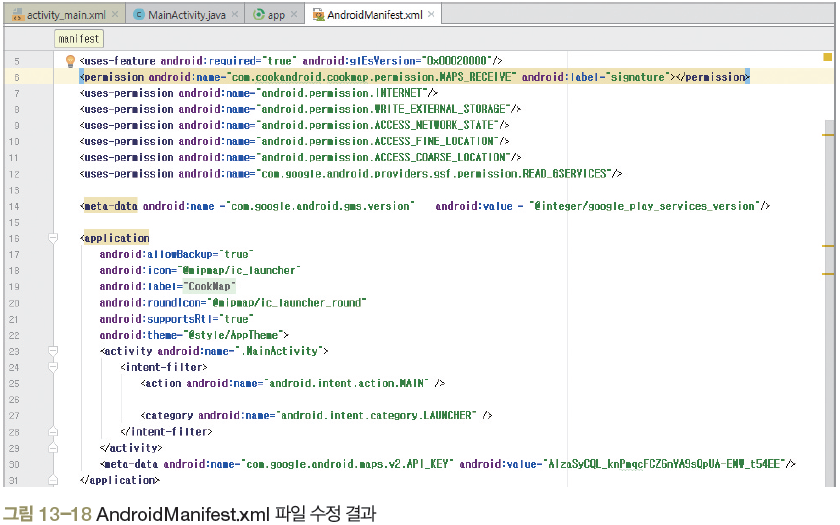 activity_main.xml × MainActivity.java × app × AndroidManifest.xml ×
manifest
5 <uses-feature android:required="true" android:glEsVersion="0x00020000"/>
6 <permission android:name="com.cookandroid.cookmap.permission.MAPS_RECEIVE" android:label="signature"></permission>
7 <uses-permission android:name="android.permission.INTERNET"/>
8 <uses-permission android:name="android.permission.WRITE_EXTERNAL_STORAGE"/>
9 <uses-permission android:name="android.permission.ACCESS_NETWORK_STATE"/>
10 <uses-permission android:name="android.permission.ACCESS_FINE_LOCATION"/>
11 <uses-permission android:name="android.permission.ACCESS_COARSE_LOCATION"/>
12 <uses-permission android:name="com.google.android.providers.gsf.permission.READ_GSERVICES"/>
13
14 <meta-data android:name ="com.google.android.gms.version" android:value = "@integer/google_play_services_version"/>
15
16 <application
17 android:allowBackup="true"
18 android:icon="@mipmap/ic_launcher"
19 android:label="CookMap"
20 android:roundIcon="@mipmap/ic_launcher_round"
21 android:supportsRtl="true"
22 android:theme="@style/AppTheme">
23 <activity android:name=".MainActivity">
24 <intent-filter>
25 <action android:name="android.intent.action.MAIN" />
26
27 <category android:name="android.intent.category.LAUNCHER" />
28 </intent-filter>
29 </activity>
30 <meta-data android:name="com.google.android.maps.v2.API_KEY" android:value=
31 </application>
그림 13-18 AndroidManifest.xml 파일 수정 결과